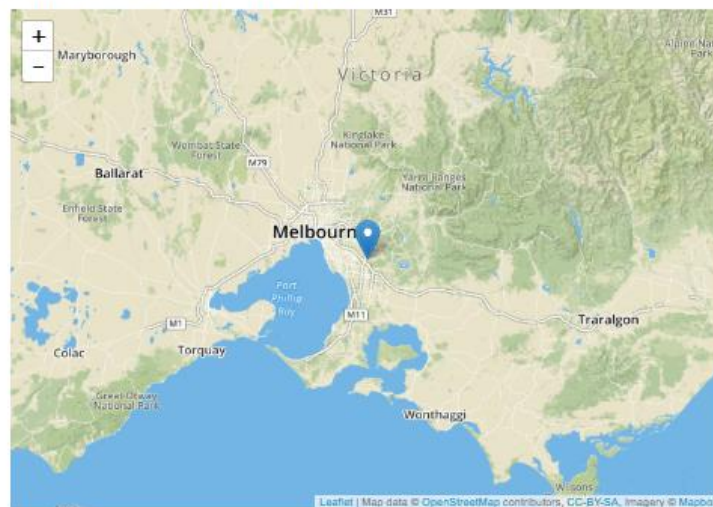 M31
+
Alpine Nat
−
Maryborough
Victoria
Kinglake
National Park
Wombat State
Forest
M79
Ballarat
Yarra Ranges
National Park
Enfield State
Forest
Melbourn
Port
Phillip
Bay
M1
M11
Traralgon
Colac
Torquay
Great Otway
National Park
Wonthaggi
Wilsons
Leaflet | Map data © OpenStreetMap contributors, CC-BY-SA, Imagery © Mapbo